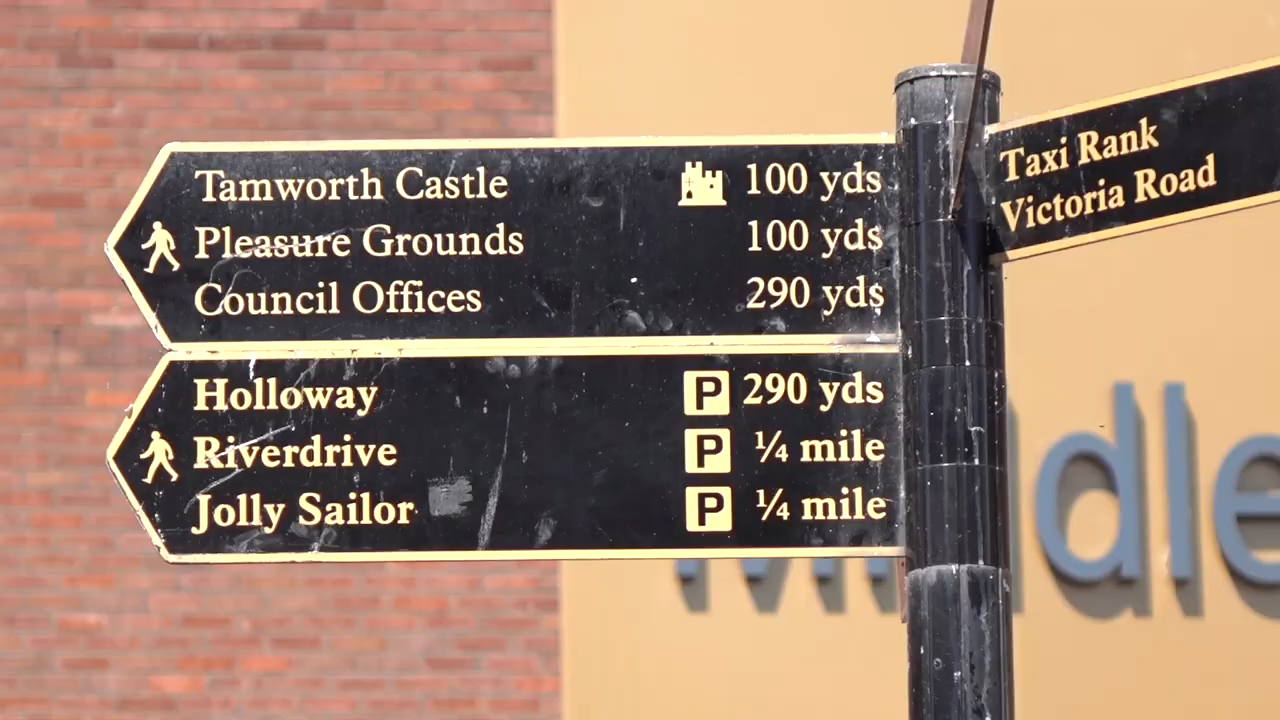 Tamworth Castle 100 yds
Pleasure Grounds 100 yds
Council Offices 290 yds
Holloway P 290 yds
Riverdrive P ¼ mile
Jolly Sailor P ¼ mile
Taxi Rank
Victoria Road